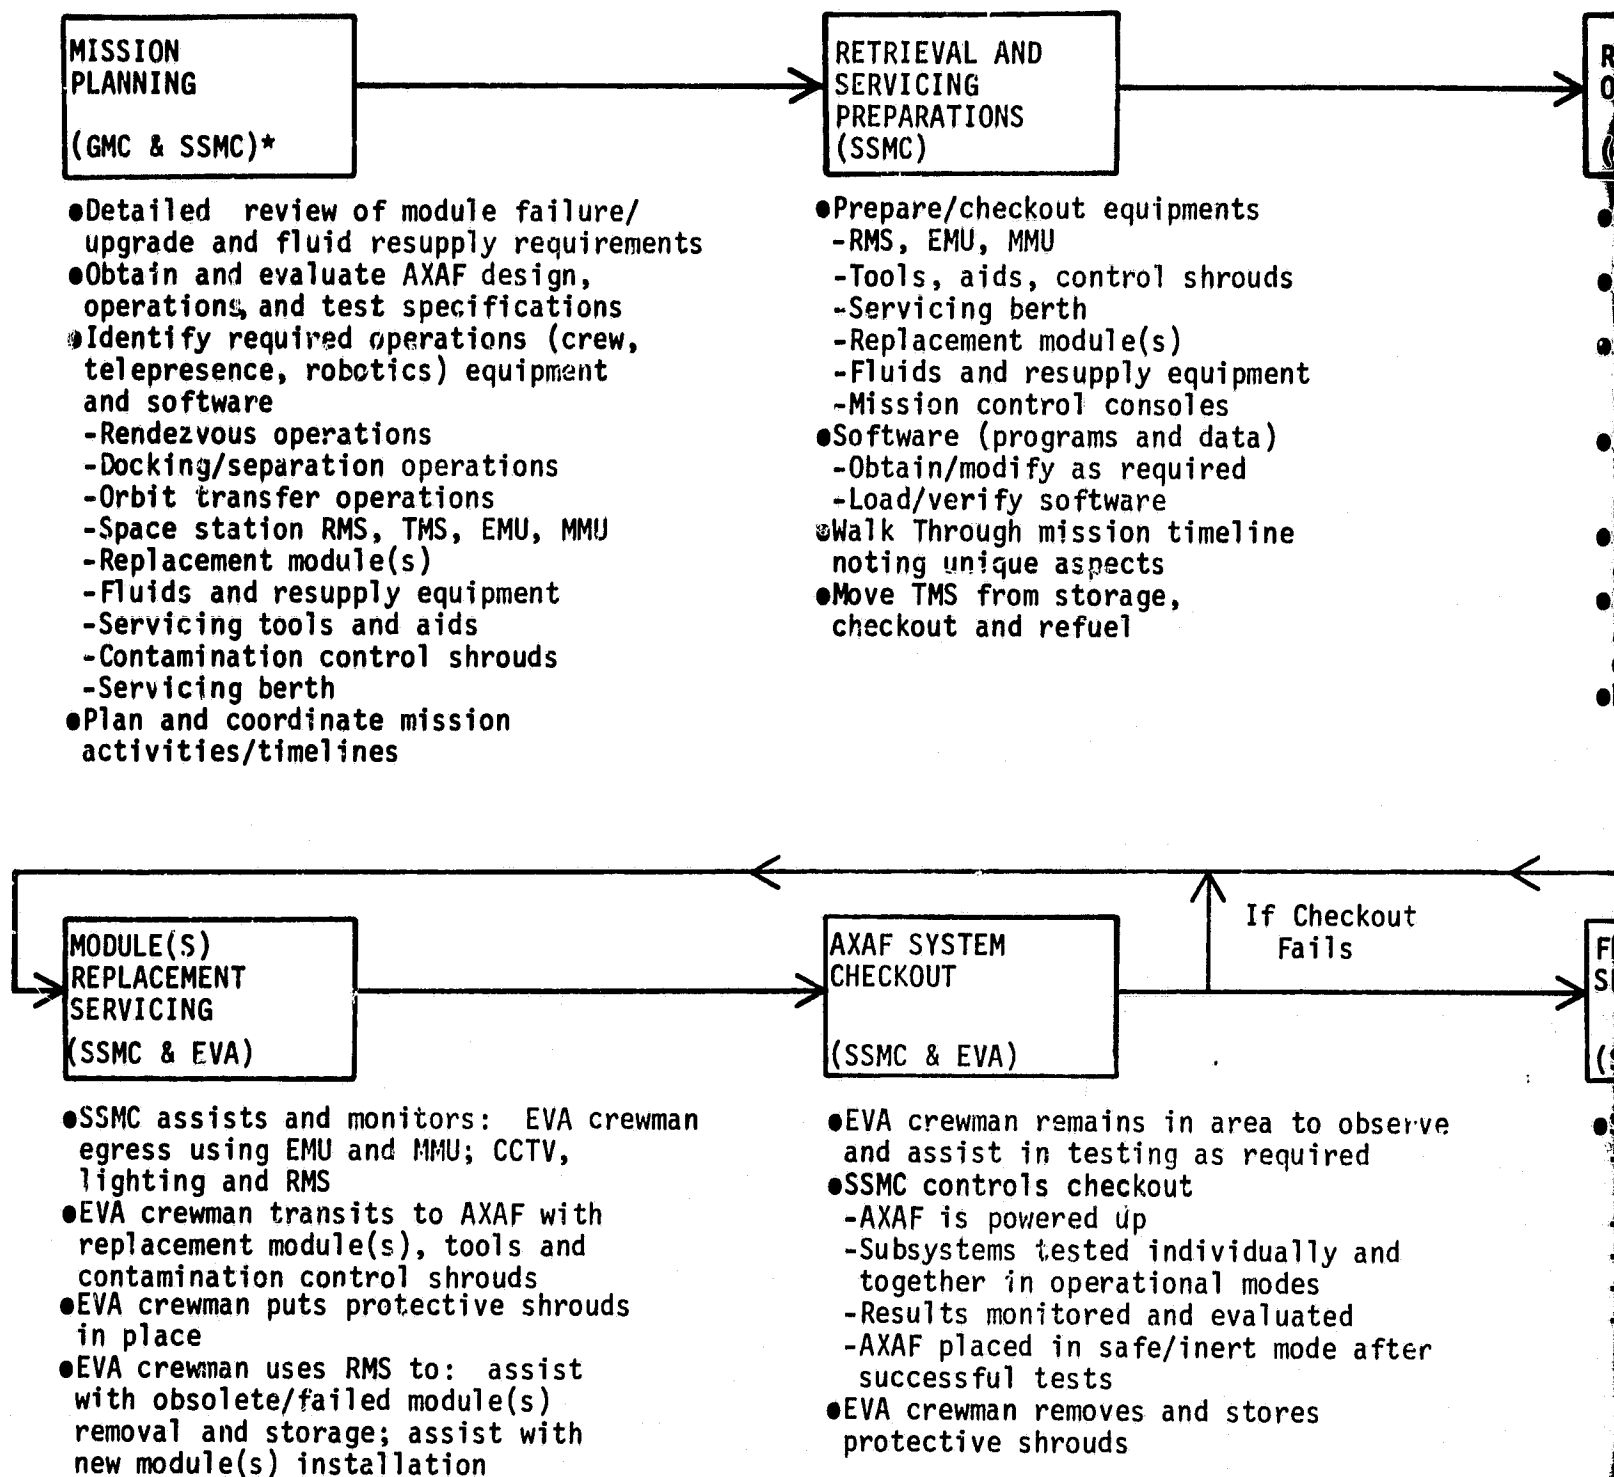 MISSION
PLANNING
(GMC & SSMC)*
●Detailed review of module failure/
upgrade and fluid resupply requirements
●Obtain and evaluate AXAF design,
operations, and test specifications
●Identify required operations (crew,
telepresence, robotics) equipment
and software
-Rendezvous operations
-Docking/separation operations
-Orbit transfer operations
-Space station RMS, TMS, EMU, MMU
-Replacement module(s)
-Fluids and resupply equipment
-Servicing tools and aids
-Contamination control shrouds
-Servicing berth
●Plan and coordinate mission
activities/timelines
RETRIEVAL AND
SERVICING
PREPARATIONS
(SSMC)
●Prepare/checkout equipments
-RMS, EMU, MMU
-Tools, aids, control shrouds
-Servicing berth
-Replacement module(s)
-Fluids and resupply equipment
-Mission control consoles
●Software (programs and data)
-Obtain/modify as required
-Load/verify software
●Walk Through mission timeline
noting unique aspects
●Move TMS from storage,
checkout and refuel
MODULE(S)
REPLACEMENT
SERVICING
(SSMC & EVA)
●SSMC assists and monitors: EVA crewman
egress using EMU and MMU; CCTV,
lighting and RMS
●EVA crewman transits to AXAF with
replacement module(s), tools and
contamination control shrouds
●EVA crewman puts protective shrouds
in place
●EVA crewman uses RMS to: assist
with obsolete/failed module(s)
removal and storage; assist with
new module(s) installation
AXAF SYSTEM
CHECKOUT
(SSMC & EVA)
●EVA crewman remains in area to observe
and assist in testing as required
●SSMC controls checkout
-AXAF is powered up
-Subsystems tested individually and
together in operational modes
-Results monitored and evaluated
-AXAF placed in safe/inert mode after
successful tests
●EVA crewman removes and stores
protective shrouds
If Checkout
Fails